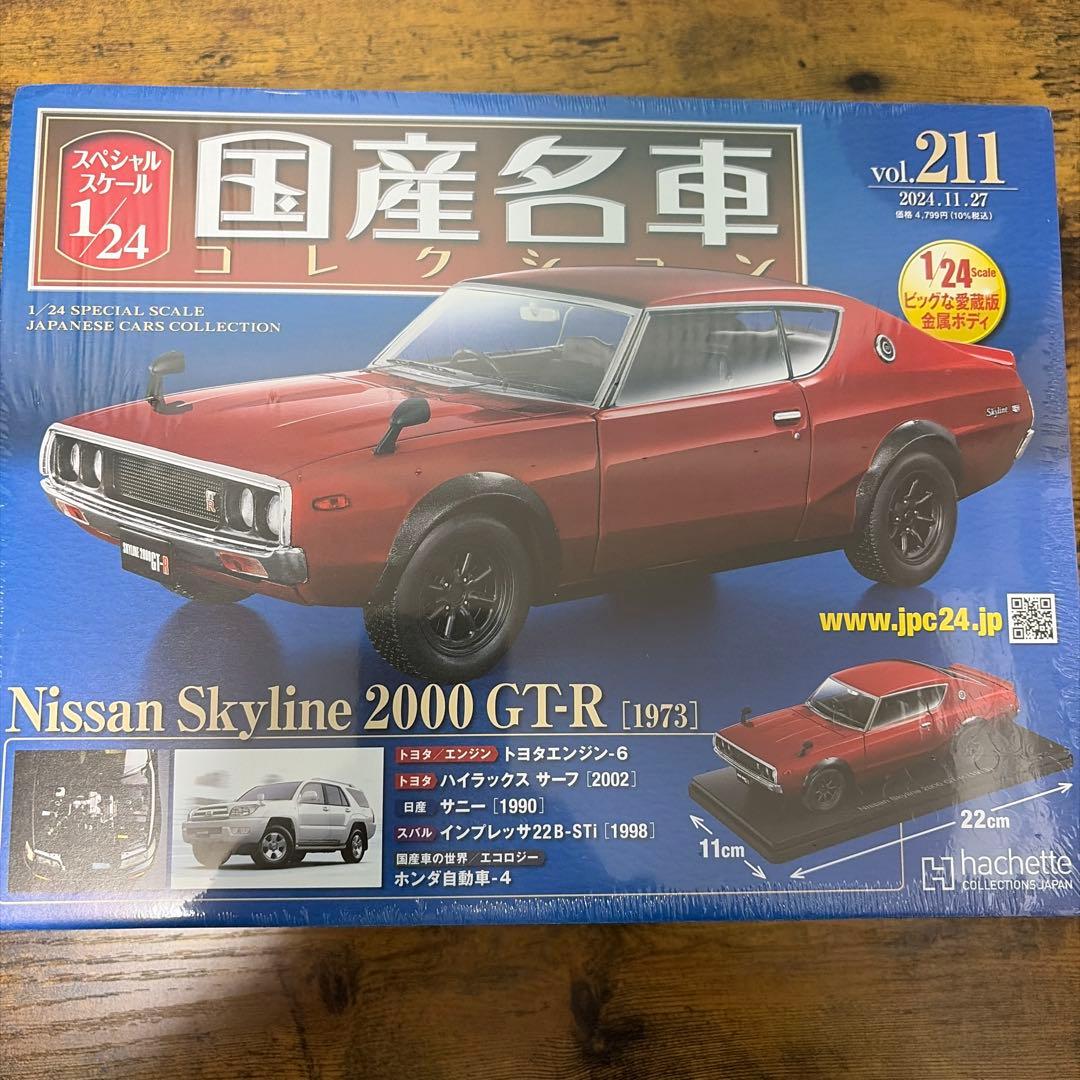 スペシャル
スケール
1/24
国産名車
コレクション
1/24 SPECIAL SCALE
JAPANESE CARS COLLECTION
vol.211
2024.11.27
価格 4,799円(10%税込)
1/24 Scale
ビッグな愛蔵版
金属ボディ
Skyline
SKYLINE 2000GT-R
www.jpc24.jp
Nissan Skyline 2000 GT-R [1973]
トヨタ/エンジン トヨタエンジン-6
トヨタ ハイラックス サーフ [2002]
日産 サニー [1990]
スバル インプレッサ22B-STi [1998]
国産車の世界/エコロジー
ホンダ自動車-4
11cm
22cm
hachette
COLLECTIONS JAPAN